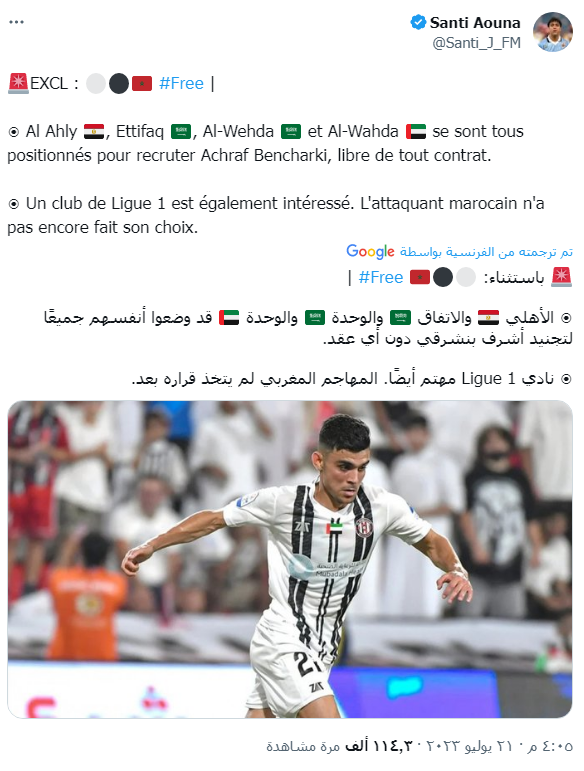 Santi Aouna
@Santi_J_FM
EXCL : ⚪⚫🇲🇦 #Free |
⦿ Al Ahly 🇪🇬, Ettifaq 🇸🇦, Al-Wehda 🇸🇦 et Al-Wahda 🇦🇪 se sont tous
positionnés pour recruter Achraf Bencharki, libre de tout contrat.
⦿ Un club de Ligue 1 est également intéressé. L'attaquant marocain n'a
pas encore fait son choix.
تم ترجمته من الفرنسية بواسطة Google
🚨 باستثناء: ⚪⚫🇲🇦 #Free |
⦿ الأهلي 🇪🇬 والاتفاق 🇸🇦 والوحدة 🇸🇦 والوحدة 🇦🇪 قد وضعوا أنفسهم جميعًا
لتجنيد أشرف بنشرقي دون أي عقد.
⦿ نادي Ligue 1 مهتم أيضًا. المهاجم المغربي لم يتخذ قراره بعد.
Mubadala
ZAT
٤:٠٥ م · ٢١ يوليو ٢٠٢٣ · ١١٤,٣ ألف مرة مشاهدة